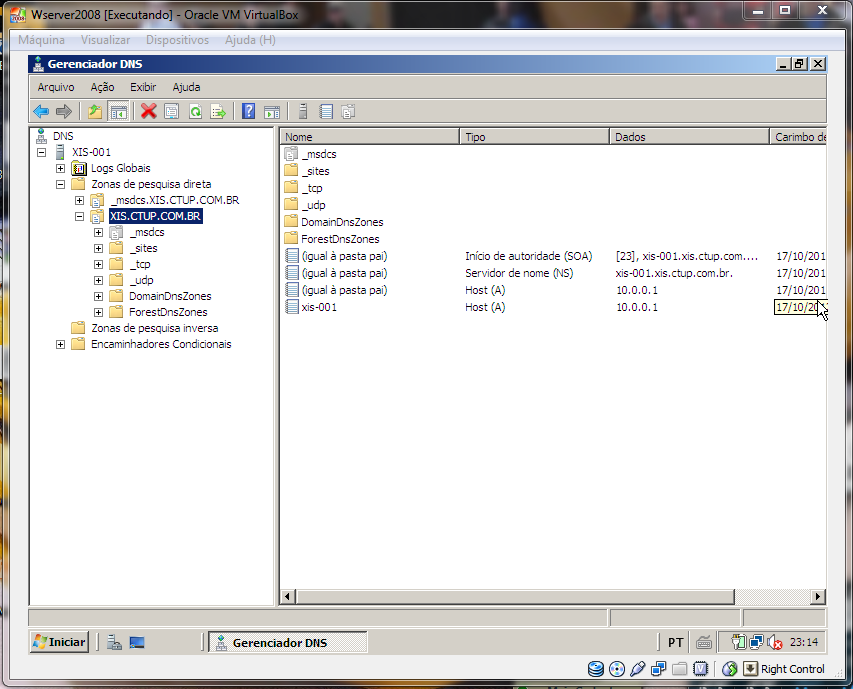 Wserver2008 [Executando] - Oracle VM VirtualBox
Máquina Visualizar Dispositivos Ajuda (H)
Gerenciador DNS
Arquivo Ação Exibir Ajuda
DNS
XIS-001
Logs Globais
Zonas de pesquisa direta
_msdcs.XIS.CTUP.COM.BR
XIS.CTUP.COM.BR
_msdcs
_sites
_tcp
_udp
DomainDnsZones
ForestDnsZones
Zonas de pesquisa inversa
Encaminhadores Condicionais
Nome Tipo Dados Carimbo de
_msdcs
_sites
_tcp
_udp
DomainDnsZones
ForestDnsZones
(igual à pasta pai) Início de autoridade (SOA) [23], xis-001.xis.ctup.com.... 17/10/201
(igual à pasta pai) Servidor de nome (NS) xis-001.xis.ctup.com.br. 17/10/201
(igual à pasta pai) Host (A) 10.0.0.1 17/10/201
xis-001 Host (A) 10.0.0.1 17/10/20
Iniciar Gerenciador DNS PT 23:14
Right Control